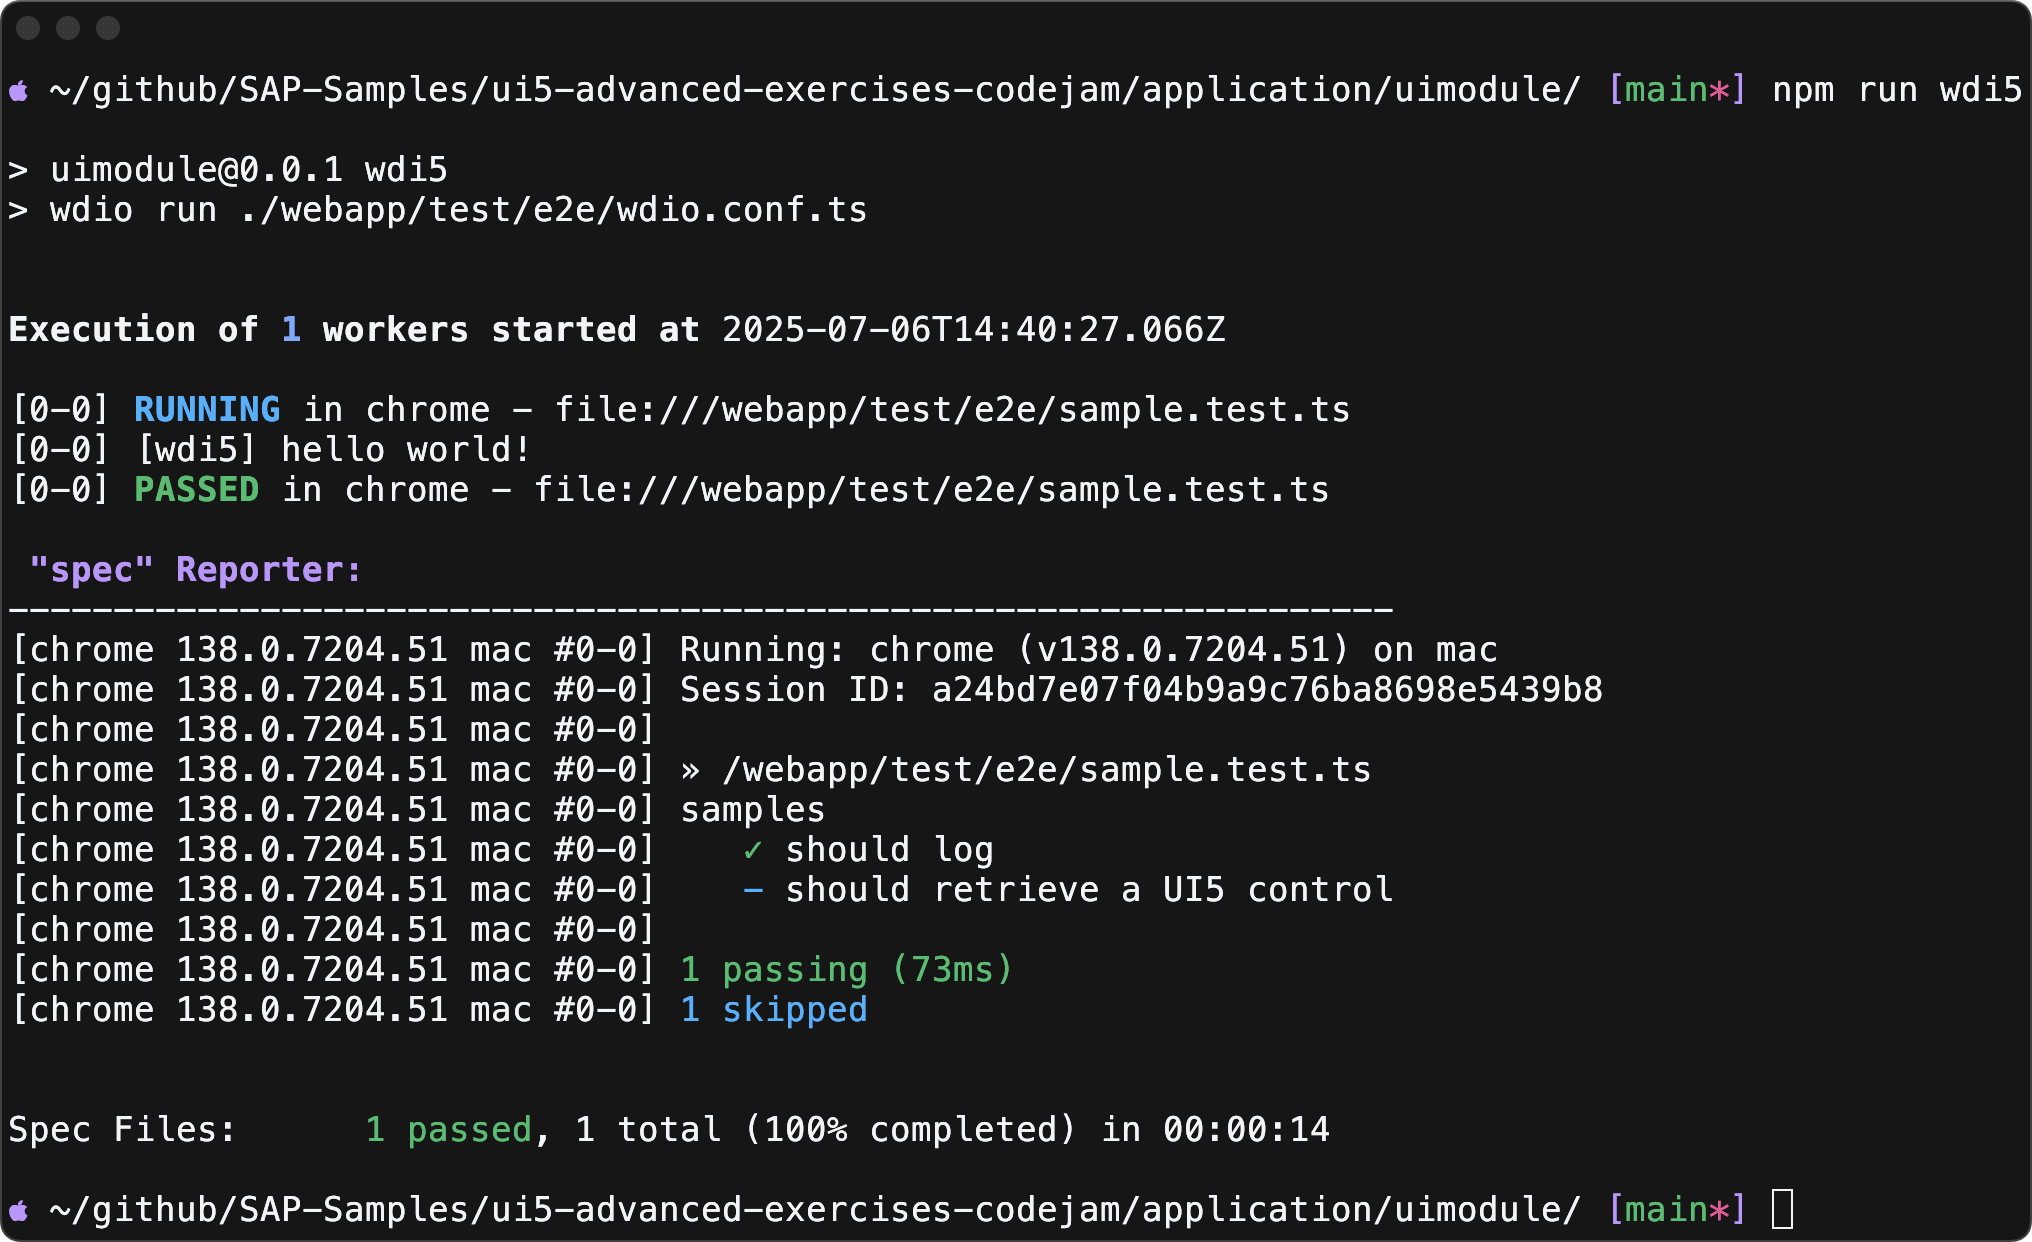 ~/github/SAP-Samples/ui5-advanced-exercises-codejam/application/uimodule/ [main*] npm run wdi5
> uimodule@0.0.1 wdi5
> wdio run ./webapp/test/e2e/wdio.conf.ts
Execution of 1 workers started at 2025-07-06T14:40:27.066Z
[0-0] RUNNING in chrome - file:///webapp/test/e2e/sample.test.ts
[0-0] [wdi5] hello world!
[0-0] PASSED in chrome - file:///webapp/test/e2e/sample.test.ts
"spec" Reporter:
------------------------------------------------------------------
[chrome 138.0.7204.51 mac #0-0] Running: chrome (v138.0.7204.51) on mac
[chrome 138.0.7204.51 mac #0-0] Session ID: a24bd7e07f04b9a9c76ba8698e5439b8
[chrome 138.0.7204.51 mac #0-0]
[chrome 138.0.7204.51 mac #0-0] » /webapp/test/e2e/sample.test.ts
[chrome 138.0.7204.51 mac #0-0] samples
[chrome 138.0.7204.51 mac #0-0]    ✓ should log
[chrome 138.0.7204.51 mac #0-0]    - should retrieve a UI5 control
[chrome 138.0.7204.51 mac #0-0]
[chrome 138.0.7204.51 mac #0-0] 1 passing (73ms)
[chrome 138.0.7204.51 mac #0-0] 1 skipped
Spec Files:      1 passed, 1 total (100% completed) in 00:00:14
~/github/SAP-Samples/ui5-advanced-exercises-codejam/application/uimodule/ [main*]